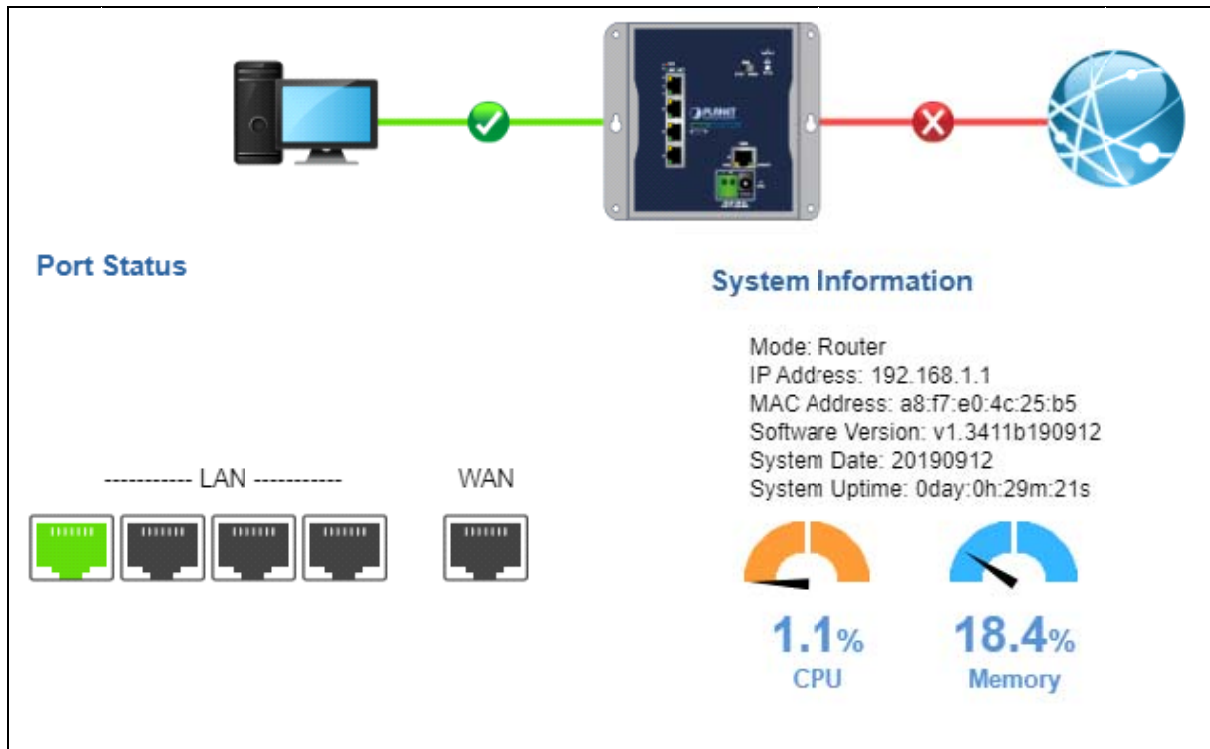 PLANET
Port Status
System Information
Mode: Router
IP Address: 192.168.1.1
MAC Address: a8:f7:e0:4c:25:b5
Software Version: v1.3411b190912
System Date: 20190912
System Uptime: 0day:0h:29m:21s
----------- LAN ----------- WAN
1.1% 18.4%
CPU Memory